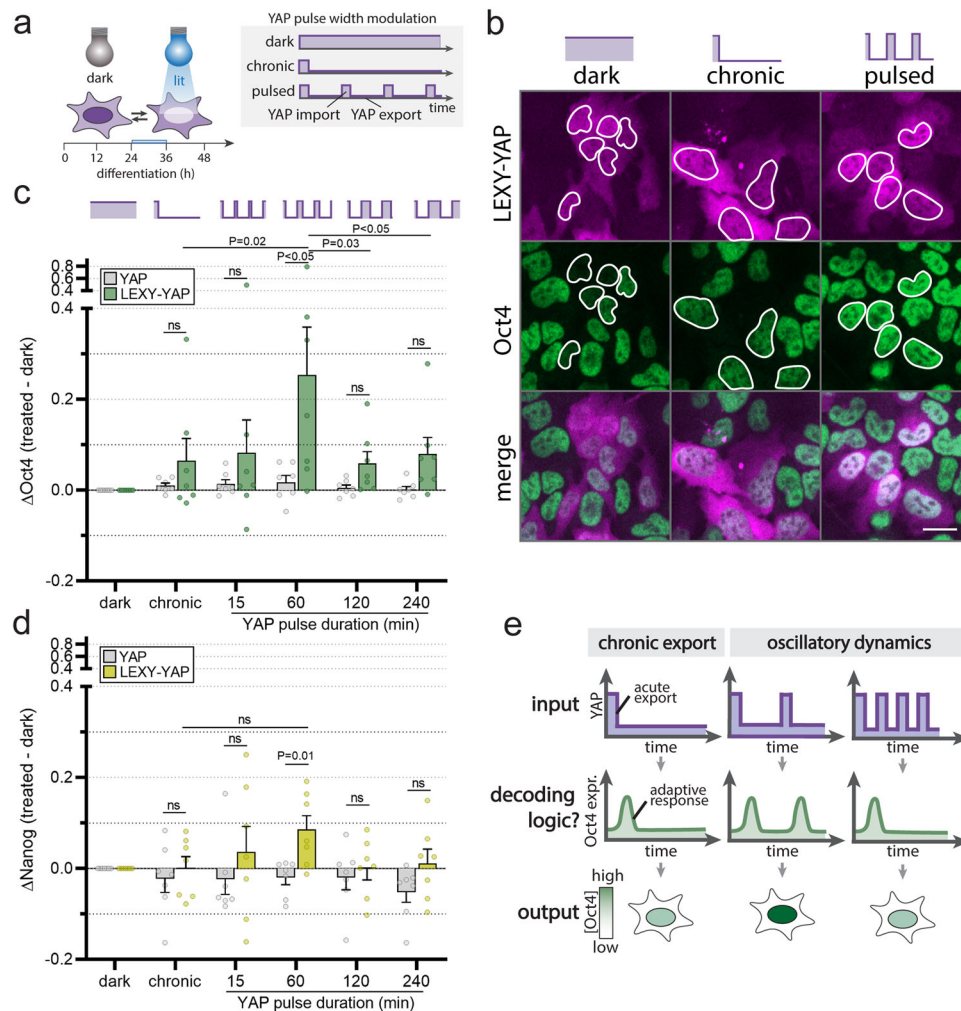 a
YAP pulse width modulation
dark
chronic
pulsed
time
YAP import
YAP export
dark
lit
0 12 24 36 48
differentiation (h)
b
dark chronic pulsed
LEXY-YAP
Oct4
merge
c
P<0.05
P=0.02
P=0.03
P<0.05
ns
ns
ns
ns
YAP
LEXY-YAP
0.8
0.6
0.4
0.4
0.2
0.0
-0.2
ΔOct4 (treated - dark)
dark chronic 15 60 120 240
YAP pulse duration (min)
d
YAP
LEXY-YAP
0.8
0.6
0.4
0.4
0.2
0.0
-0.2
ΔNanog (treated - dark)
ns
ns
P=0.01
ns
ns
ns
dark chronic 15 60 120 240
YAP pulse duration (min)
e
chronic export
oscillatory dynamics
input
YAP
acute
export
time
time
time
decoding
logic?
Oct4 expr.
adaptive
response
time
time
time
output
[Oct4]
high
low